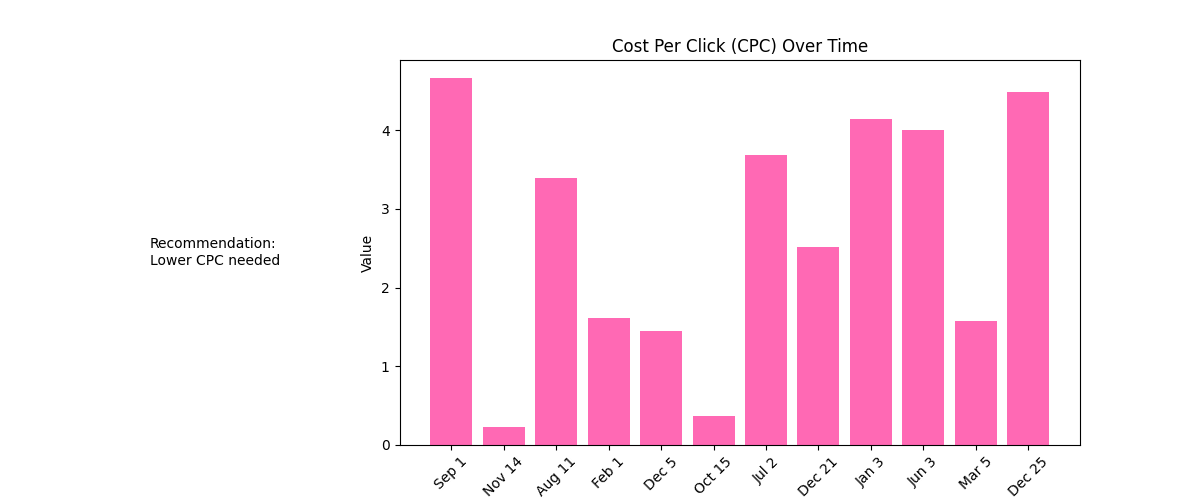 Cost Per Click (CPC) Over Time
Recommendation:
Lower CPC needed
Value
4
3
2
1
0
Sep 1
Nov 14
Aug 11
Feb 1
Dec 5
Oct 15
Jul 2
Dec 21
Jan 3
Jun 3
Mar 5
Dec 25